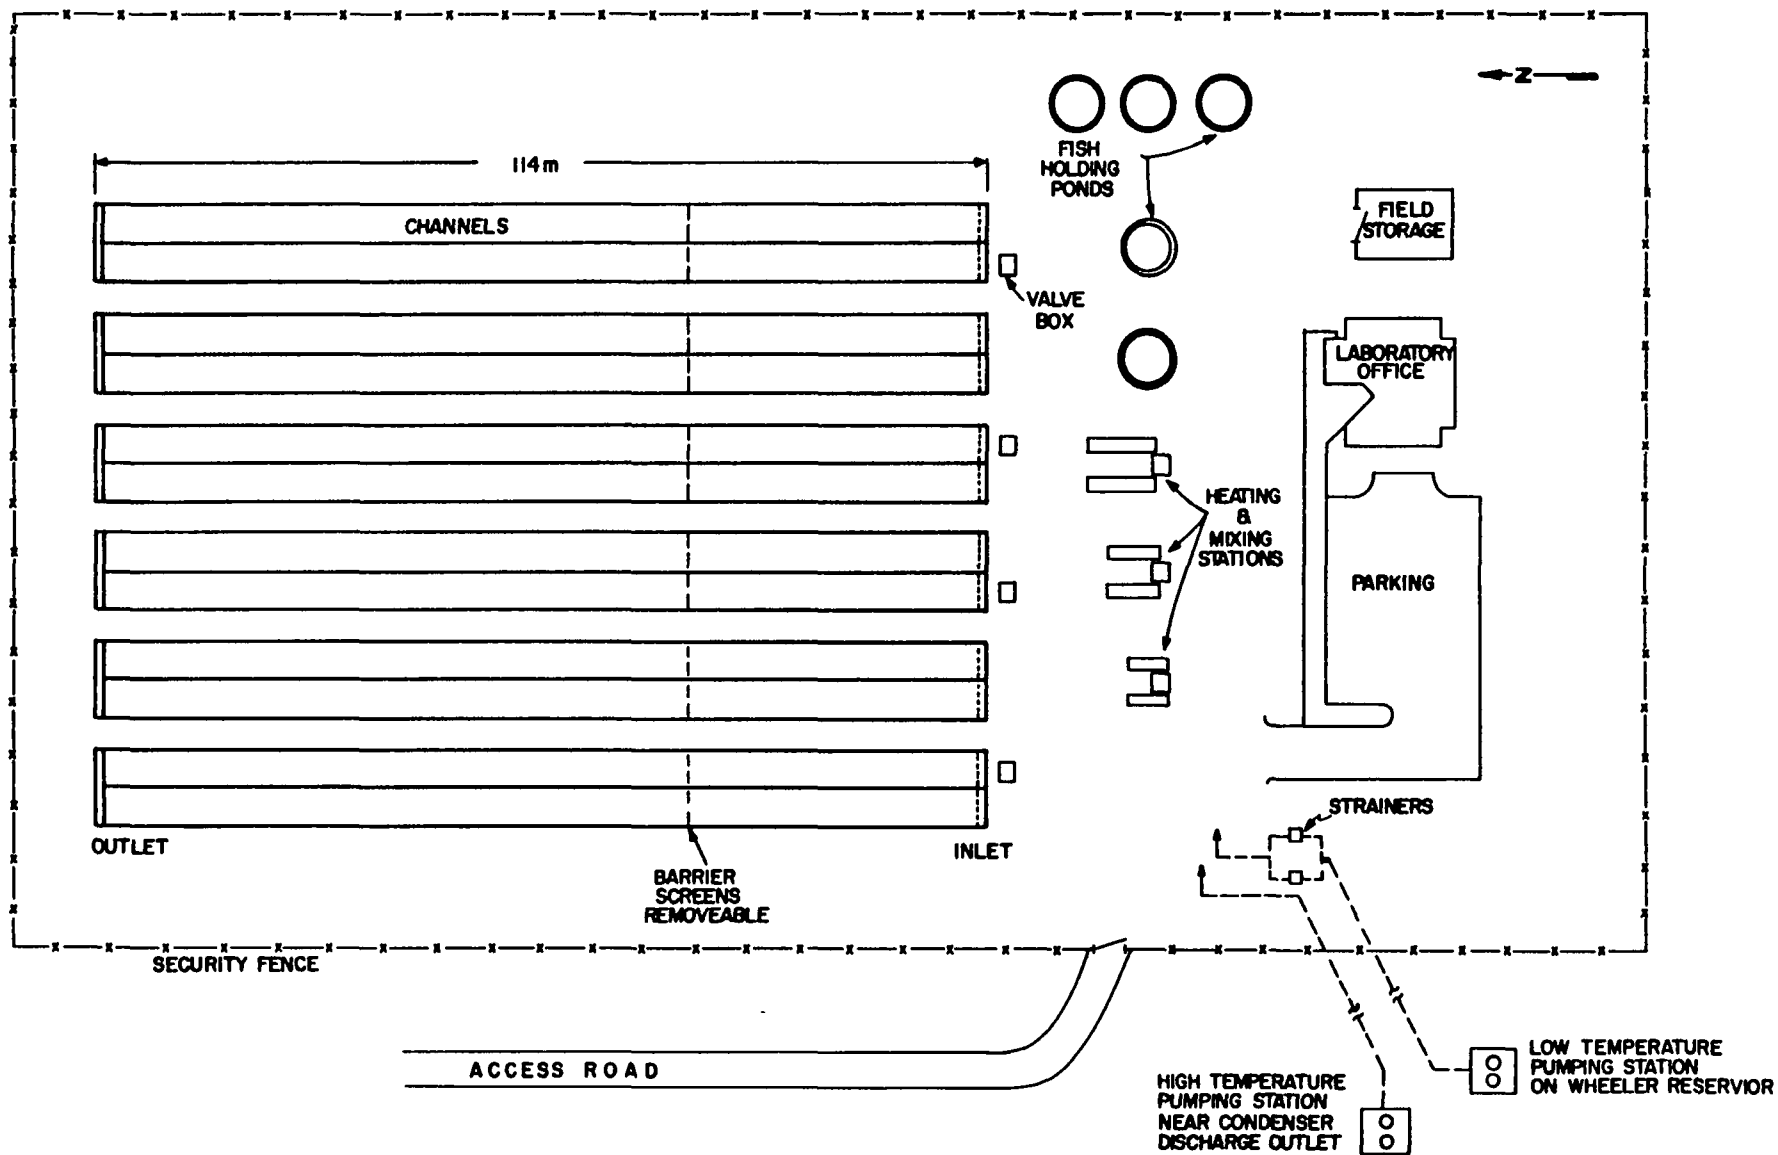 N
114m
FISH
HOLDING
PONDS
CHANNELS
FIELD
STORAGE
VALVE
BOX
LABORATORY
OFFICE
HEATING
&
MIXING
STATIONS
PARKING
STRAINERS
OUTLET
INLET
BARRIER
SCREENS
REMOVEABLE
SECURITY FENCE
ACCESS ROAD
LOW TEMPERATURE
PUMPING STATION
ON WHEELER RESERVIOR
HIGH TEMPERATURE
PUMPING STATION
NEAR CONDENSER
DISCHARGE OUTLET